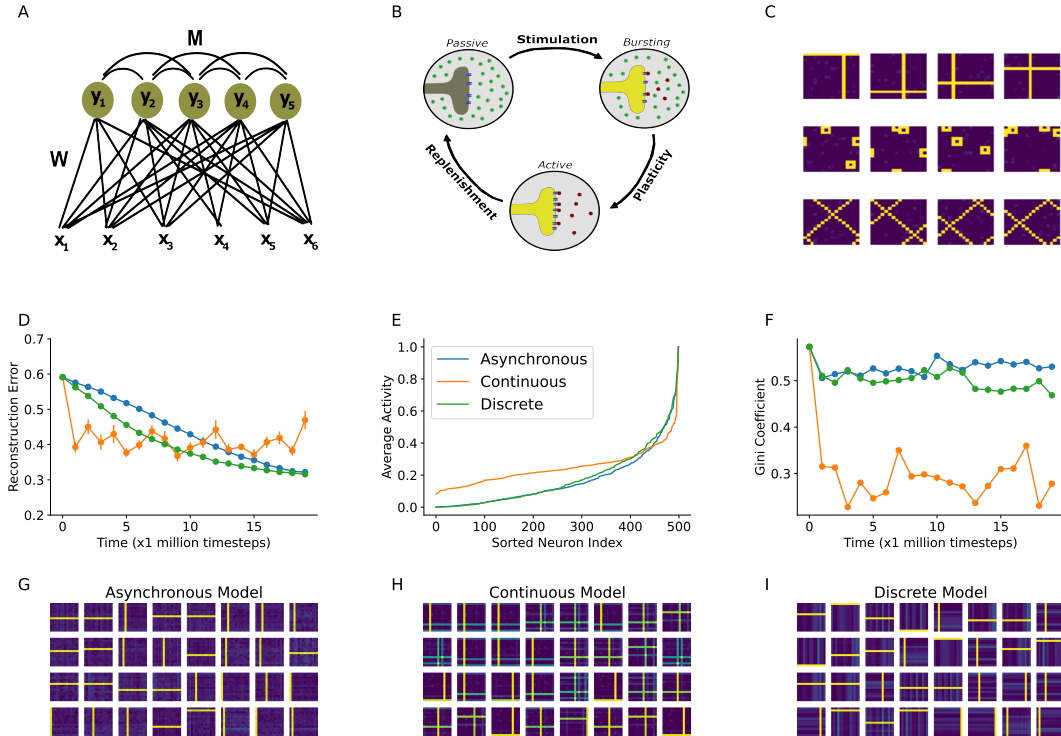 A
B
C
M
y1 y2 y3 y4 y5
W
x1 x2 x3 x4 x5 x6
Passive
Stimulation
Bursting
Replenishment
Active
Plasticity
D
Reconstruction Error
0.7
0.6
0.5
0.4
0.3
0.2
0 5 10 15
Time (x1 million timesteps)
E
Average Activity
1.0
0.8
0.6
0.4
0.2
0.0
Asynchronous
Continuous
Discrete
0 100 200 300 400 500
Sorted Neuron Index
F
Gini Coefficient
0.5
0.4
0.3
0 5 10 15
Time (x1 million timesteps)
G
Asynchronous Model
H
Continuous Model
I
Discrete Model